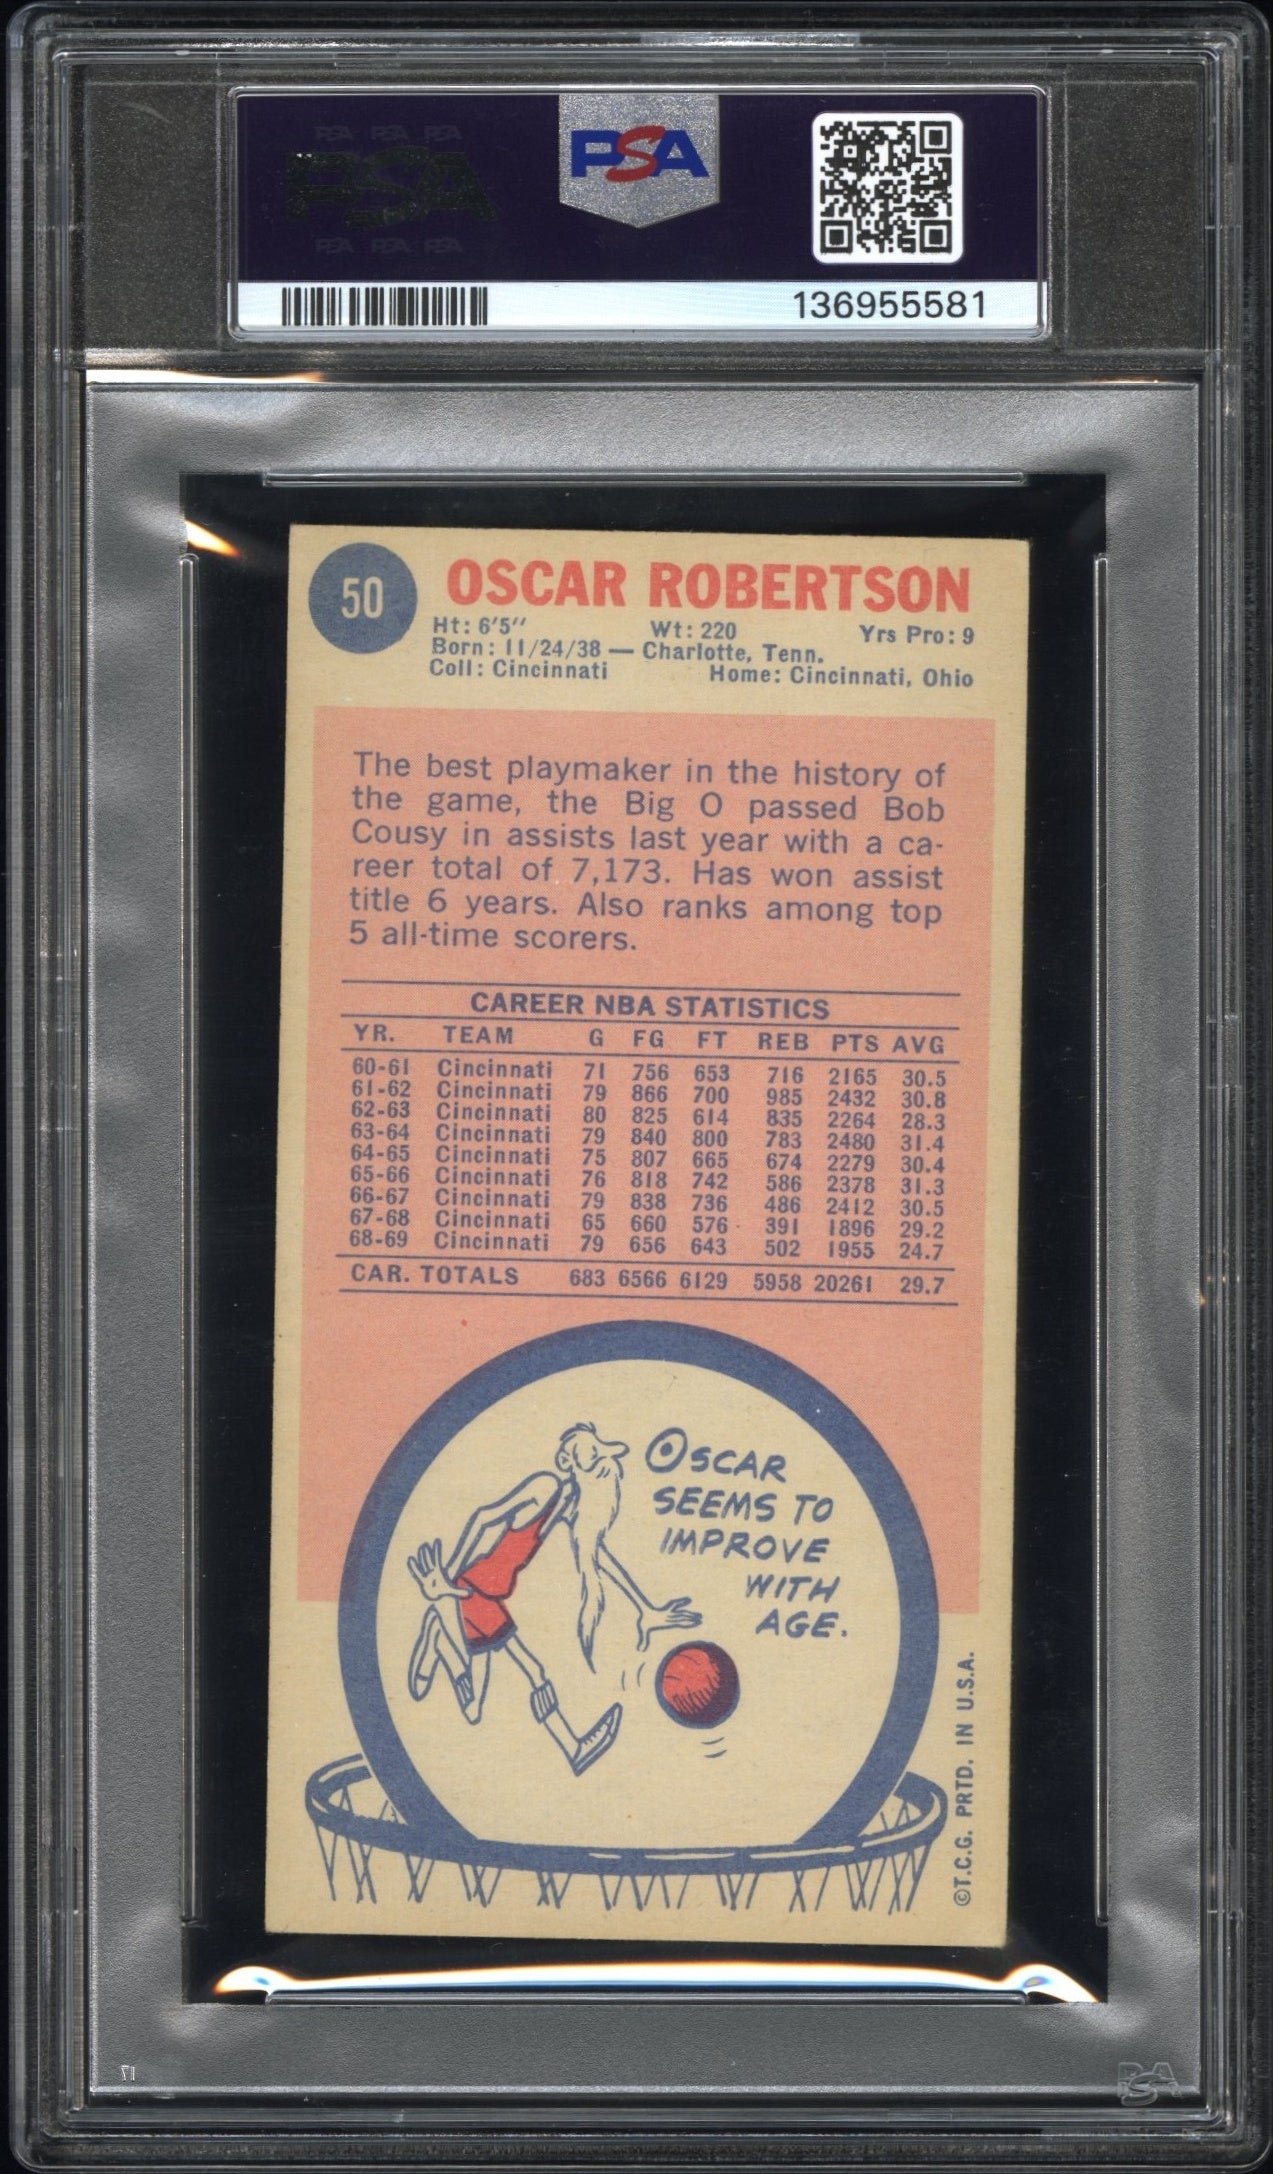 PSA PSA PSA
PSA
PSA PSA PSA
PSA
136955581
50
OSCAR ROBERTSON
Ht: 6'5" Wt: 220 Yrs Pro: 9
Born: 11/24/38 — Charlotte, Tenn.
Coll: Cincinnati Home: Cincinnati, Ohio
The best playmaker in the history of
the game, the Big O passed Bob
Cousy in assists last year with a ca-
reer total of 7,173. Has won assist
title 6 years. Also ranks among top
5 all-time scorers.
CAREER NBA STATISTICS
YR. TEAM G FG FT REB PTS AVG
60-61 Cincinnati 71 756 653 716 2165 30.5
61-62 Cincinnati 79 866 700 985 2432 30.8
62-63 Cincinnati 80 825 614 835 2264 28.3
63-64 Cincinnati 79 840 800 783 2480 31.4
64-65 Cincinnati 75 807 665 674 2279 30.4
65-66 Cincinnati 76 818 742 586 2378 31.3
66-67 Cincinnati 79 838 736 486 2412 30.5
67-68 Cincinnati 65 660 576 391 1896 29.2
68-69 Cincinnati 79 656 643 502 1955 24.7
CAR. TOTALS 683 6566 6129 5958 20261 29.7
OSCAR
SEEMS TO
IMPROVE
WITH
AGE.
©T.C.G. PRTD. IN U.S.A.
PSA